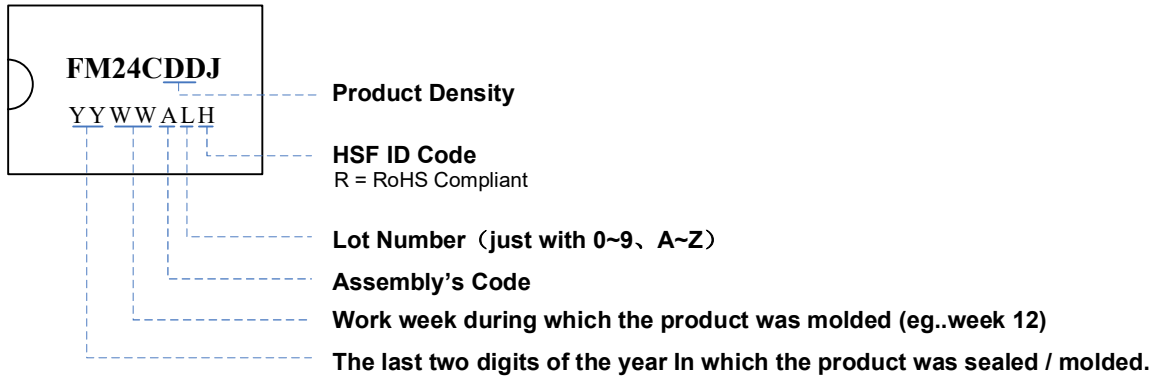 FM24CDDJ
YYWWALH
Product Density
HSF ID Code
R = RoHS Compliant
Lot Number（just with 0~9、A~Z）
Assembly's Code
Work week during which the product was molded (eg..week 12)
The last two digits of the year In which the product was sealed / molded.